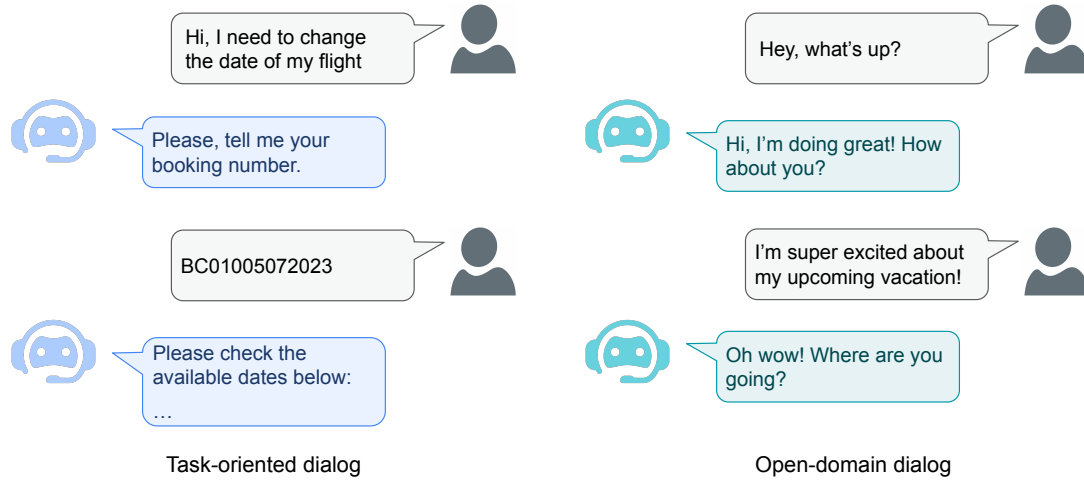 Hi, I need to change
the date of my flight
Please, tell me your
booking number.
BC01005072023
Please check the
available dates below:
…
Task-oriented dialog
Hey, what's up?
Hi, I'm doing great! How
about you?
I'm super excited about
my upcoming vacation!
Oh wow! Where are you
going?
Open-domain dialog